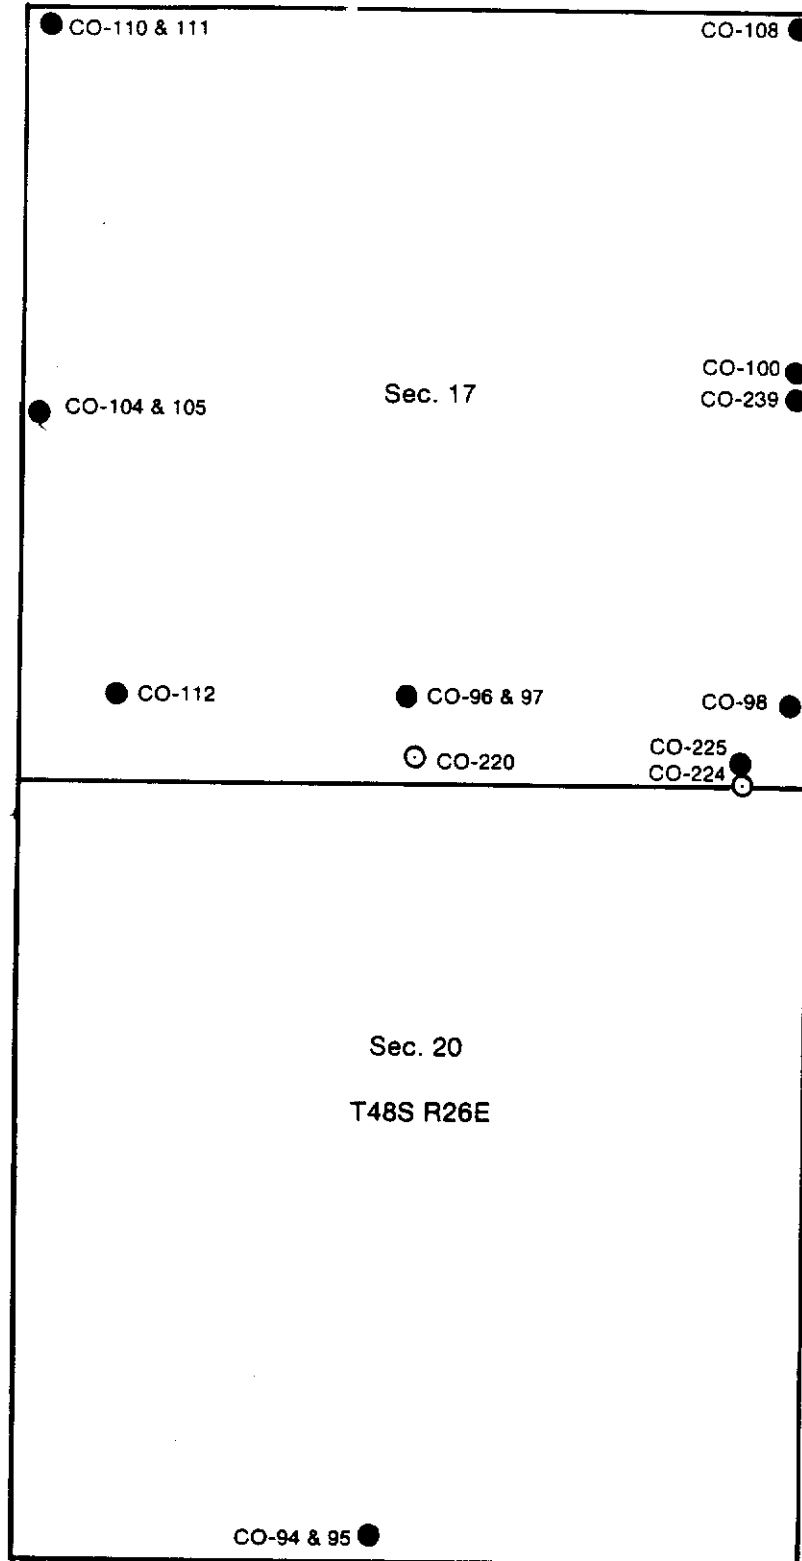 CO-110 & 111
CO-108
CO-100
Sec. 17
CO-239
CO-104 & 105
CO-112
CO-96 & 97
CO-98
CO-225
CO-220
CO-224
Sec. 20
T48S R26E
CO-94 & 95